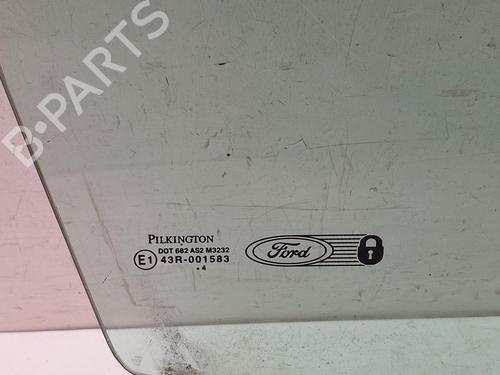 B-PARTS
PILKINGTON
DOT 682 AS2 M3232
E1 43R-001583
.4
Ford